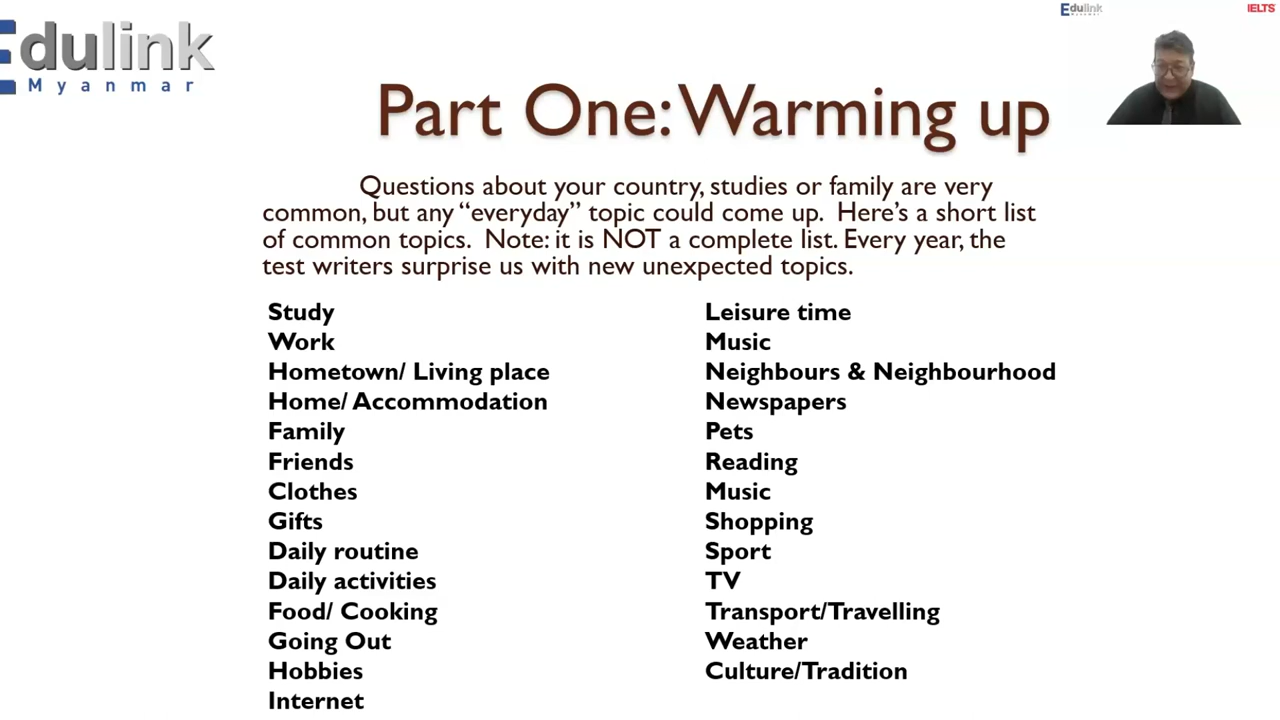 Edulink
Myanmar
Edulink
Myanmar
IELTS
Part One: Warming up
Questions about your country, studies or family are very
common, but any “everyday” topic could come up. Here’s a short list
of common topics. Note: it is NOT a complete list. Every year, the
test writers surprise us with new unexpected topics.
Study
Work
Hometown/ Living place
Home/ Accommodation
Family
Friends
Clothes
Gifts
Daily routine
Daily activities
Food/ Cooking
Going Out
Hobbies
Internet
Leisure time
Music
Neighbours & Neighbourhood
Newspapers
Pets
Reading
Music
Shopping
Sport
TV
Transport/Travelling
Weather
Culture/Tradition